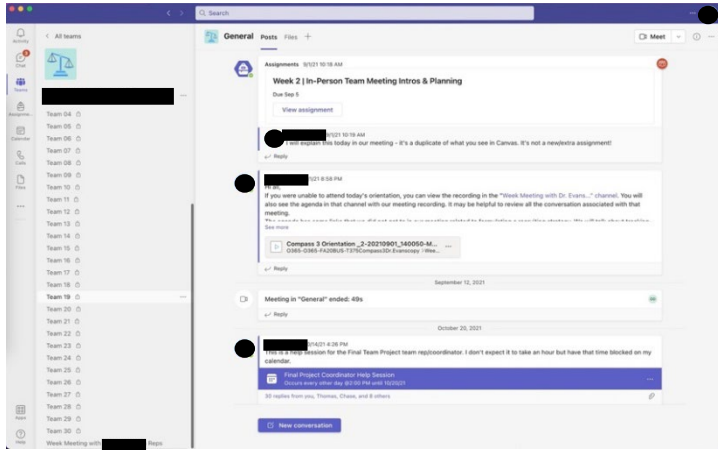 Search
Activity
Chat
Teams
Assignme...
Calendar
Calls
Files
Apps
Help
All teams
Team 04
Team 05
Team 06
Team 07
Team 08
Team 09
Team 10
Team 11
Team 12
Team 13
Team 14
Team 15
Team 16
Team 17
Team 18
Team 19
Team 20
Team 21
Team 22
Team 23
Team 24
Team 25
Team 26
Team 27
Team 28
Team 29
Team 30
Week Meeting with Reps
General Posts Files +
Meet
Assignments 9/1/21 10:18 AM
Week 2 | In-Person Team Meeting Intros & Planning
Due Sep 5
View assignment
9/1/21 10:19 AM
I will explain this today in our meeting - it's a duplicate of what you see in Canvas. It's not a new/extra assignment!
Reply
/1/21 8:58 PM
Hi all,
If you were unable to attend today's orientation, you can view the recording in the "Week Meeting with Dr. Evans..." channel. You will
also see the agenda in that channel with our meeting recording. It may be helpful to review all the conversation associated with that
meeting.
See more
Compass 3 Orientation _2-20210901_140050-M...
Reply
September 12, 2021
Meeting in "General" ended: 49s
Reply
October 20, 2021
0/14/21 4:26 PM
This is a help session for the Final Team Project team rep/coordinator. I don't expect it to take an hour but have that time blocked on my
calendar.
Final Project Coordinator Help Session
Occurs every other day until 10/20/21
30 replies from you, Thomas, Chase, and 8 others
New conversation